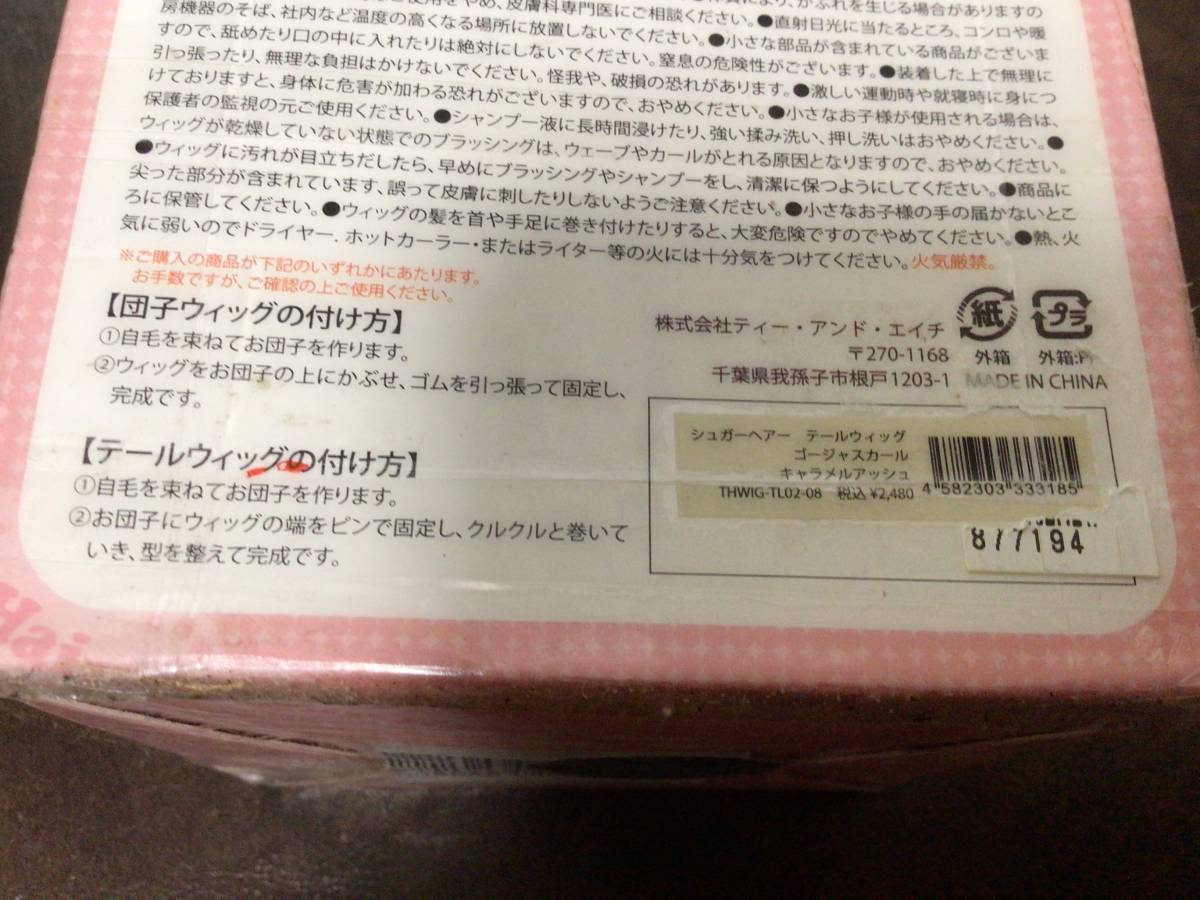 使用をやめ、皮膚科専門医にご相談ください。●直射日光に当たるところ、コンロや暖
房機器のそば、社内など温度の高くなる場所に放置しないでください。●小さな部品が含まれている商品がございま
すので、舐めたり口の中に入れたりは絶対にしないでください。窒息の危険性がございます。●装着した上で無理に
引っ張ったり、無理な負担はかけないでください。怪我や、破損の恐れがあります。●激しい運動時や就寝時に身につ
けておりますと、身体に危害が加わる恐れがございますので、おやめください。●小さなお子様が使用される場合は、
保護者の監視の元ご使用ください。●シャンプー液に長時間浸けたり、強い揉み洗い、押し洗いはおやめください。●
ウィッグが乾燥していない状態でのブラッシングは、ウェーブやカールがとれる原因となりますので、おやめください。
●ウィッグに汚れが目立ちだしたら、早めにブラッシングやシャンプーをし、清潔に保つようにしてください。●商品に
尖った部分が含まれています、誤って皮膚に刺したりしないようご注意ください。●小さなお子様の手の届かないとこ
ろに保管してください。●ウィッグの髪を首や手足に巻き付けたりすると、大変危険ですのでやめてください。●熱、火
気に弱いのでドライヤー．ホットカーラー・またはライター等の火には十分気をつけてください。火気厳禁。
※ご購入の商品が下記のいずれかにあたります。
お手数ですが、ご確認の上ご使用ください。
【団子ウィッグの付け方】
①自毛を束ねてお団子を作ります。
②ウィッグをお団子の上にかぶせ、ゴムを引っ張って固定し、
完成です。
【テールウィッグの付け方】
①自毛を束ねてお団子を作ります。
②お団子にウィッグの端をピンで固定し、クルクルと巻いて
いき、型を整えて完成です。
株式会社ティー・アンド・エイチ
〒270-1168
千葉県我孫子市根戸1203-1
紙 プラ
外箱 外箱:P
MADE IN CHINA
シュガーヘアー テールウィッグ
ゴージャスカール
キャラメルアッシュ
THWIG-TL02-08 税込 ¥2,480
4 582303 333185
877194
Hai